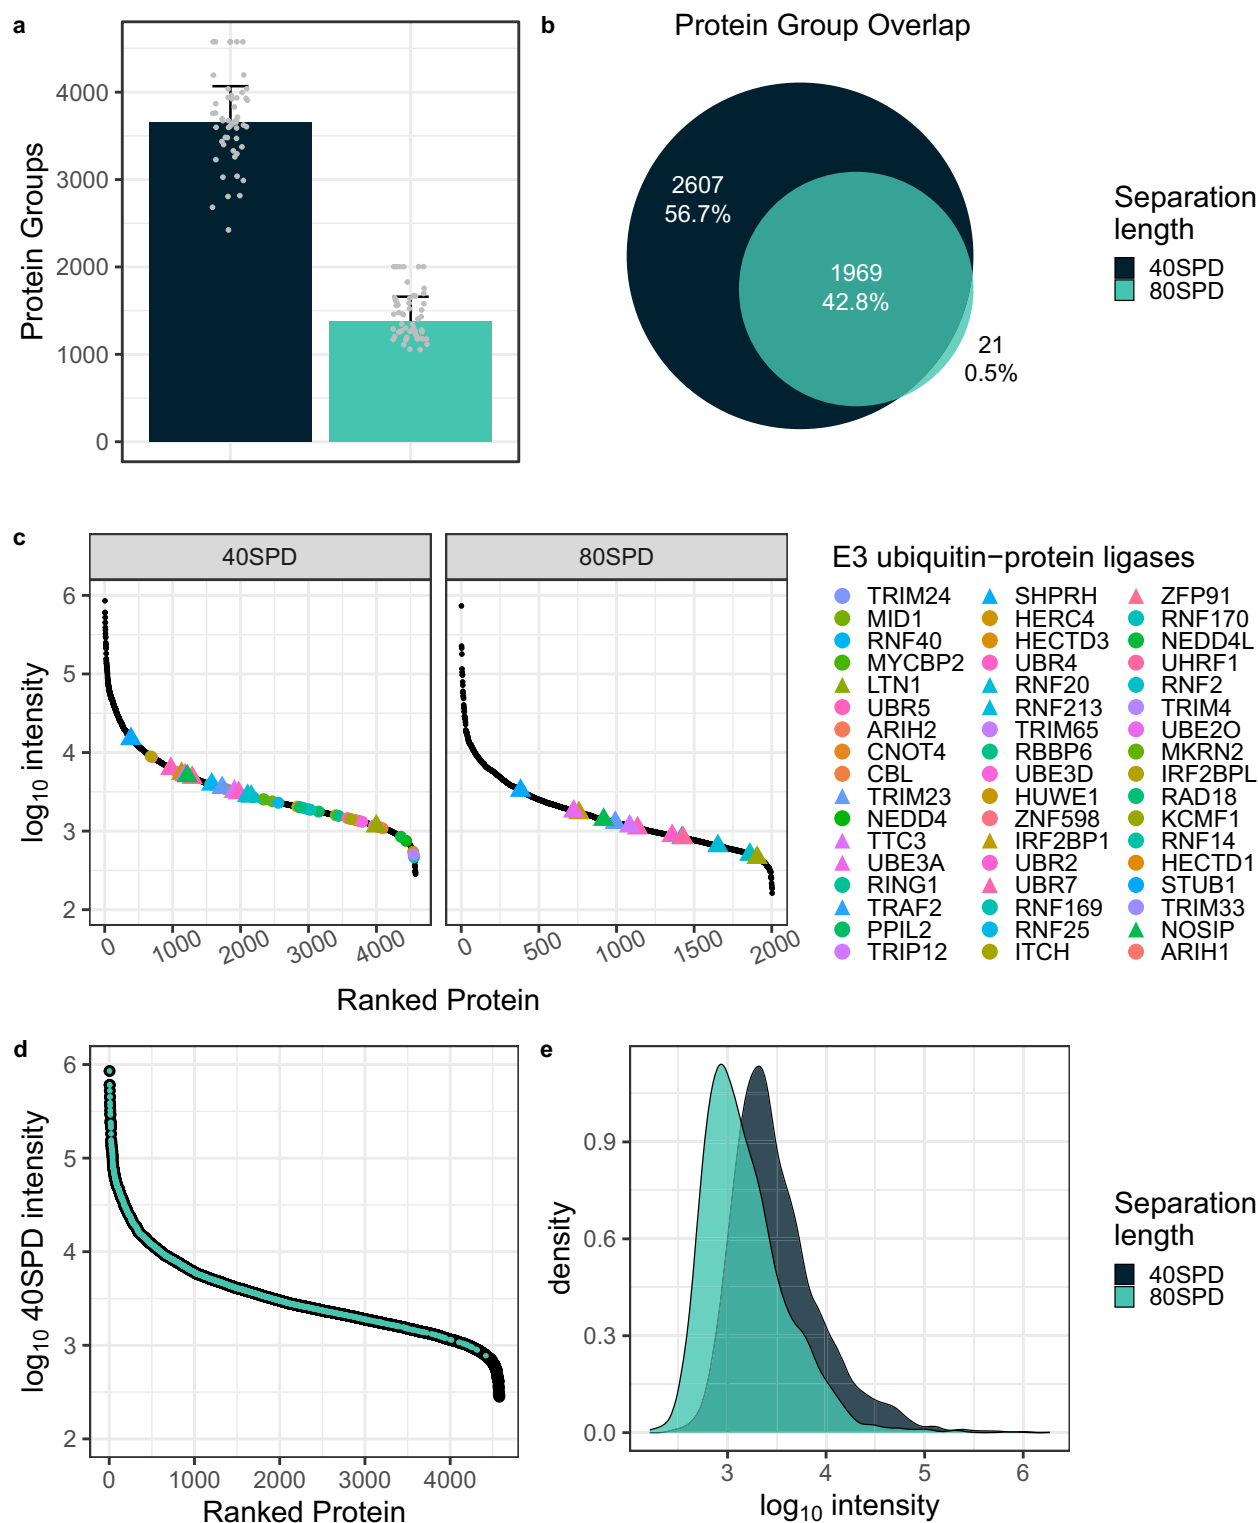 a
Protein Groups
4000
3000
2000
1000
0
b
Protein Group Overlap
2607
56.7%
1969
42.8%
21
0.5%
Separation
length
40SPD
80SPD
c
40SPD
80SPD
log10 intensity
6
5
4
3
2
0
1000
2000
3000
4000
0
500
1000
1500
2000
Ranked Protein
E3 ubiquitin−protein ligases
TRIM24
MID1
RNF40
MYCBP2
LTN1
UBR5
ARIH2
CNOT4
CBL
TRIM23
NEDD4
TTC3
UBE3A
RING1
TRAF2
PPIL2
TRIP12
SHPRH
HERC4
HECTD3
UBR4
RNF20
RNF213
TRIM65
RBBP6
UBE3D
HUWE1
ZNF598
IRF2BP1
UBR2
UBR7
RNF169
RNF25
ITCH
ZFP91
RNF170
NEDD4L
UHRF1
RNF2
TRIM4
UBE2O
MKRN2
IRF2BPL
RAD18
KCMF1
RNF14
HECTD1
STUB1
TRIM33
NOSIP
ARIH1
d
log10 40SPD intensity
6
5
4
3
2
0
1000
2000
3000
4000
Ranked Protein
e
density
0.9
0.6
0.3
0.0
3
4
5
6
log10 intensity
Separation
length
40SPD
80SPD